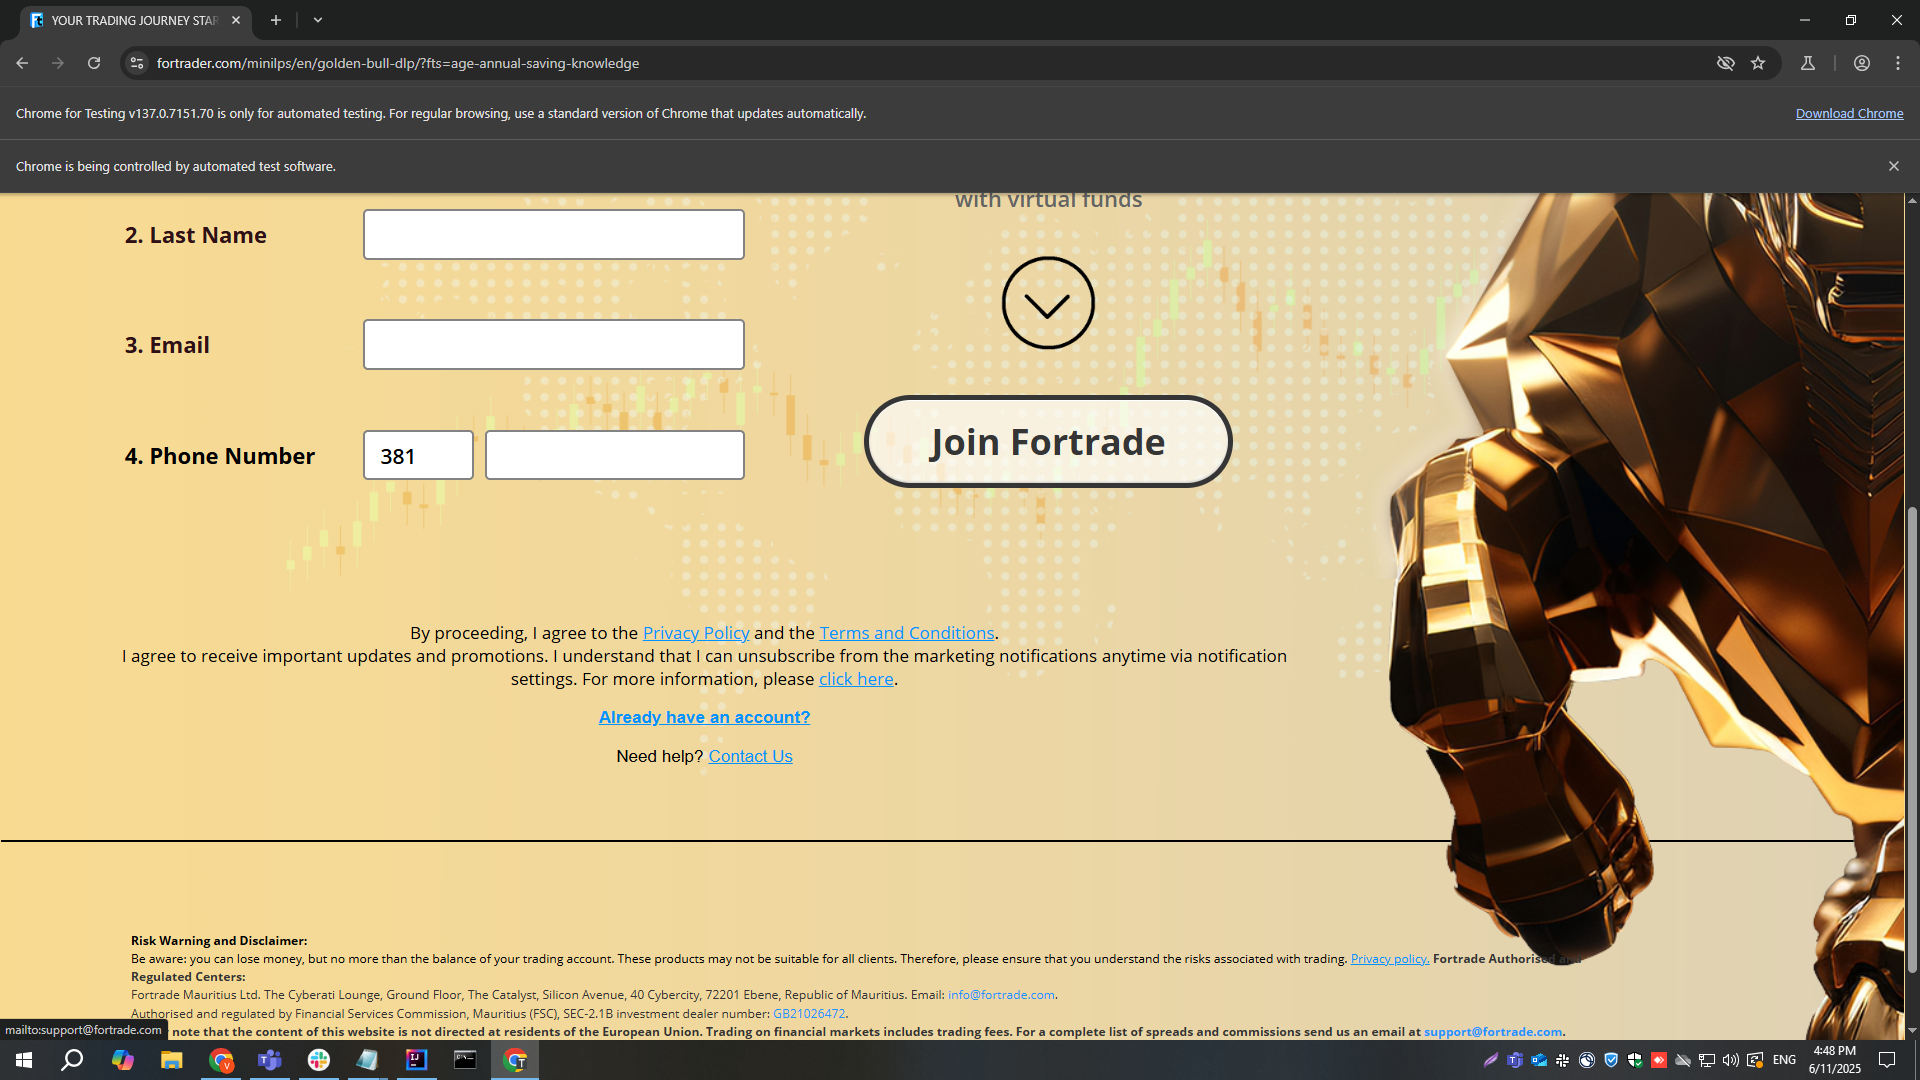 YOUR TRADING JOURNEY STAR
fortrader.com/minilps/en/golden-bull-dlp/?fts=age-annual-saving-knowledge
Chrome for Testing v137.0.7151.70 is only for automated testing. For regular browsing, use a standard version of Chrome that updates automatically.
Download Chrome
Chrome is being controlled by automated test software.
with virtual funds
2. Last Name
3. Email
4. Phone Number
381
Join Fortrade
By proceeding, I agree to the Privacy Policy and the Terms and Conditions.
I agree to receive important updates and promotions. I understand that I can unsubscribe from the marketing notifications anytime via notification
settings. For more information, please click here.
Already have an account?
Need help? Contact Us
Risk Warning and Disclaimer:
Be aware: you can lose money, but no more than the balance of your trading account. These products may not be suitable for all clients. Therefore, please ensure that you understand the risks associated with trading. Privacy policy. Fortrade Authorised and
Regulated Centers:
Fortrade Mauritius Ltd. The Cyberati Lounge, Ground Floor, The Catalyst, Silicon Avenue, 40 Cybercity, 72201 Ebene, Republic of Mauritius. Email: info@fortrade.com.
Authorised and regulated by Financial Services Commission, Mauritius (FSC), SEC-2.1B investment dealer number: GB21026472.
note that the content of this website is not directed at residents of the European Union. Trading on financial markets includes trading fees. For a complete list of spreads and commissions send us an email at support@fortrade.com.
mailto:support@fortrade.com
ENG
4:48 PM
6/11/2025